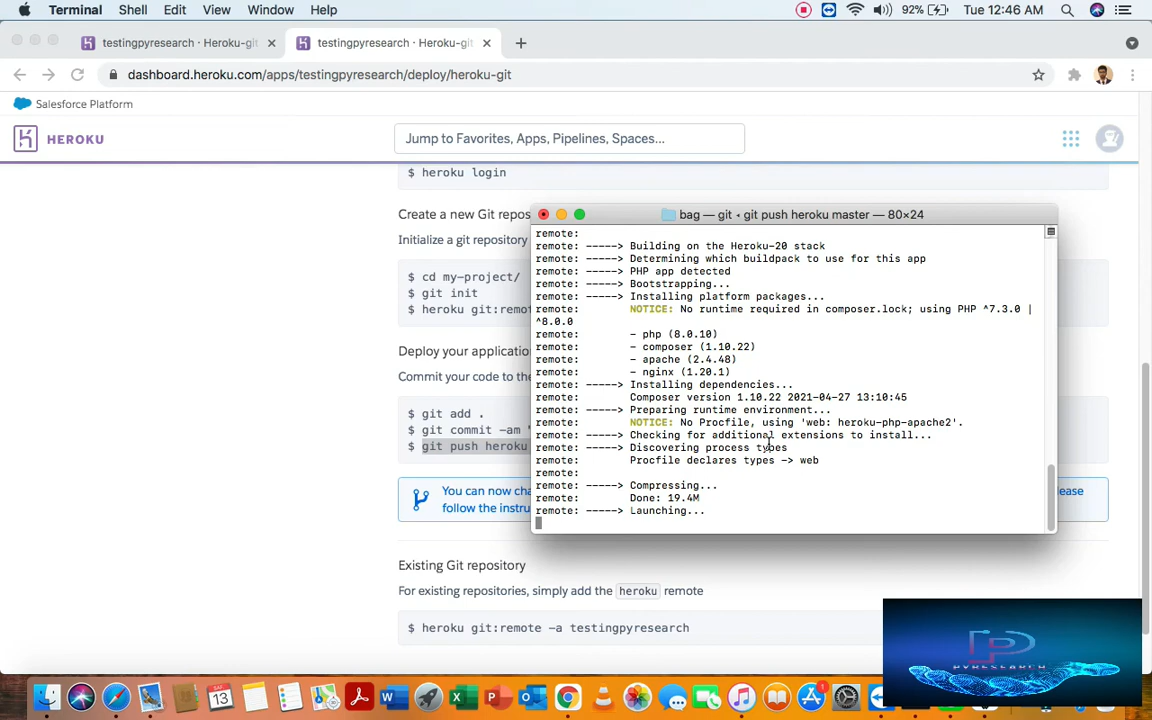 Terminal Shell Edit View Window Help 92% Tue 12:46 AM
testingpyresearch · Heroku-git × testingpyresearch · Heroku-git × +
dashboard.heroku.com/apps/testingpyresearch/deploy/heroku-git
Salesforce Platform
HEROKU Jump to Favorites, Apps, Pipelines, Spaces...
$ heroku login
Create a new Git repos
Initialize a git repository
$ cd my-project/
$ git init
$ heroku git:remot
Deploy your applicatio
Commit your code to the
$ git add .
$ git commit -am "
$ git push heroku
You can now cha
follow the instru
ease
bag — git ◂ git push heroku master — 80×24
remote:
remote: -----> Building on the Heroku-20 stack
remote: -----> Determining which buildpack to use for this app
remote: -----> PHP app detected
remote: -----> Bootstrapping...
remote: -----> Installing platform packages...
remote: NOTICE: No runtime required in composer.lock; using PHP ^7.3.0 |
^8.0.0
remote: - php (8.0.10)
remote: - composer (1.10.22)
remote: - apache (2.4.48)
remote: - nginx (1.20.1)
remote: -----> Installing dependencies...
remote: Composer version 1.10.22 2021-04-27 13:10:45
remote: -----> Preparing runtime environment...
remote: NOTICE: No Procfile, using 'web: heroku-php-apache2'.
remote: -----> Checking for additional extensions to install...
remote: -----> Discovering process types
remote: Procfile declares types -> web
remote:
remote: -----> Compressing...
remote: Done: 19.4M
remote: -----> Launching...
Existing Git repository
For existing repositories, simply add the heroku remote
$ heroku git:remote -a testingpyresearch
PYRESEARCH
SAT
13